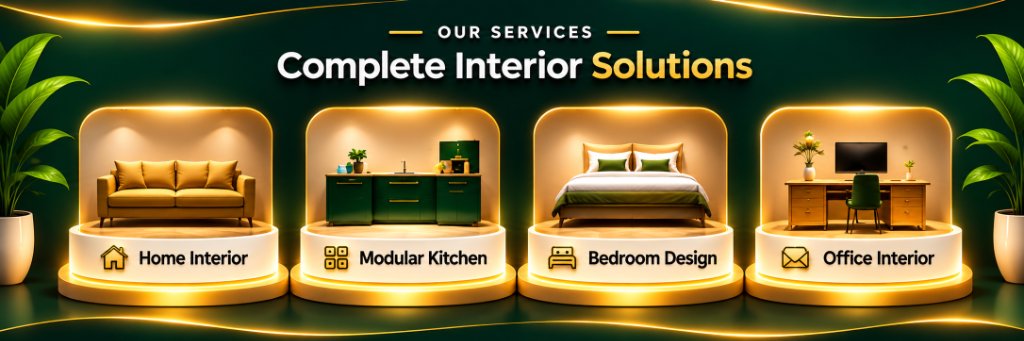 OUR SERVICES
Complete Interior Solutions
Home Interior
Modular Kitchen
Bedroom Design
Office Interior